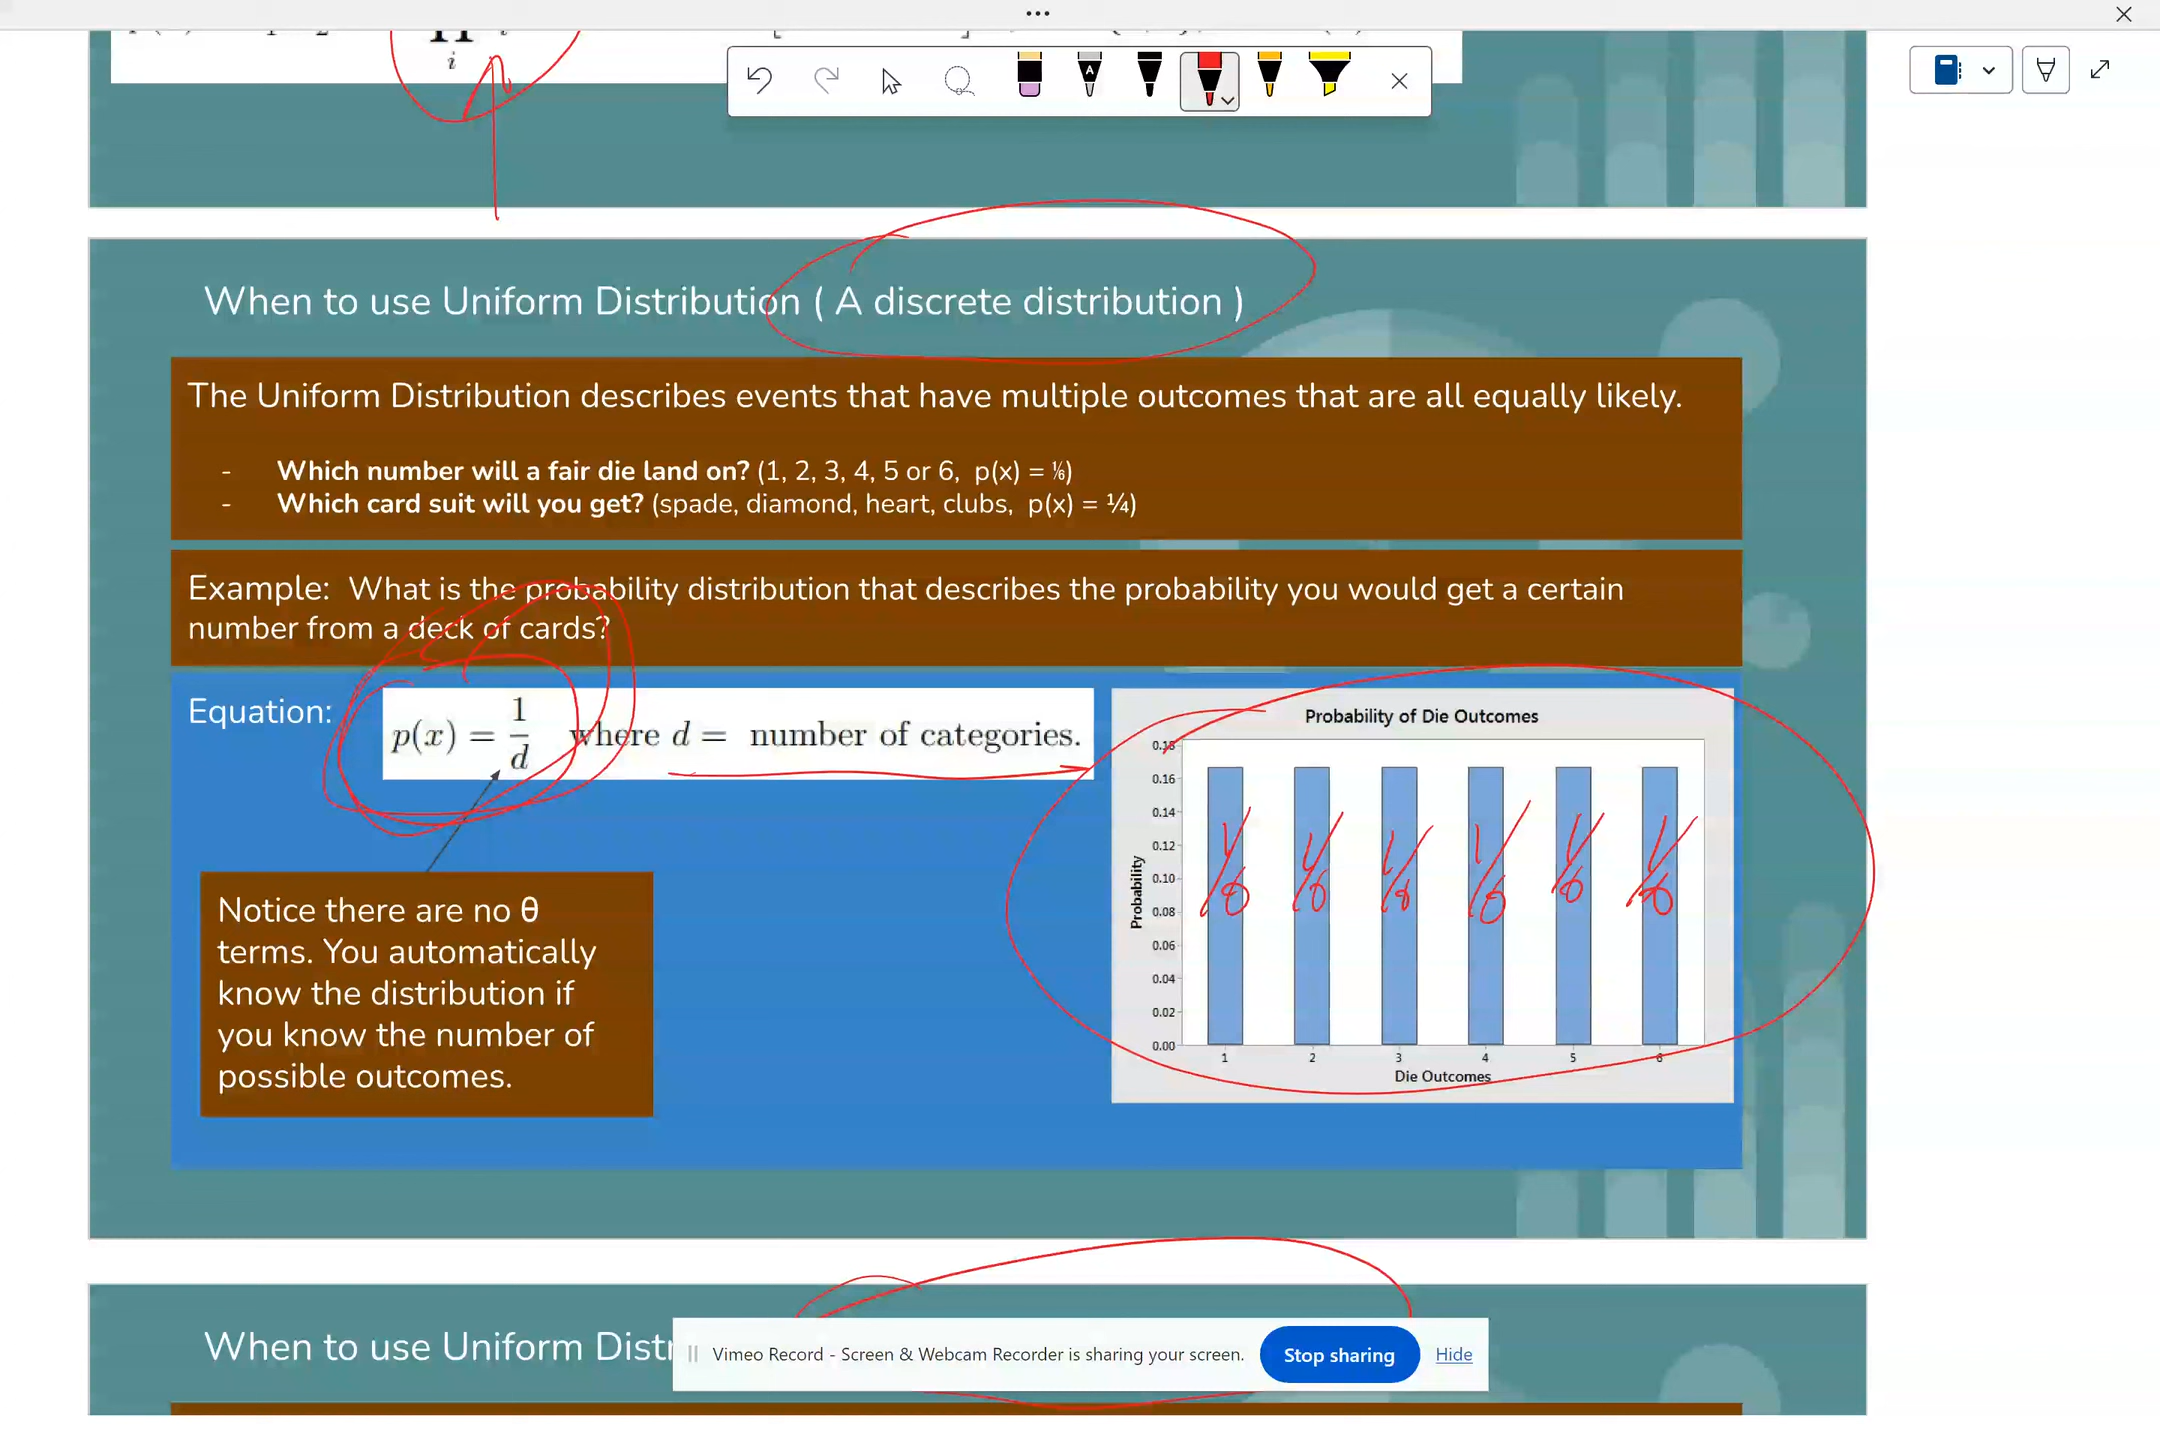 i
When to use Uniform Distribution ( A discrete distribution )
The Uniform Distribution describes events that have multiple outcomes that are all equally likely.
- Which number will a fair die land on? (1, 2, 3, 4, 5 or 6, p(x) = ⅙)
- Which card suit will you get? (spade, diamond, heart, clubs, p(x) = ¼)
Example: What is the probability distribution that describes the probability you would get a certain
number from a deck of cards?
Equation:
p(x) = 1/d where d = number of categories.
Notice there are no θ
terms. You automatically
know the distribution if
you know the number of
possible outcomes.
Probability of Die Outcomes
0.18
0.16
0.14
0.12
0.10
0.08
0.06
0.04
0.02
0.00
Probability
1/6 1/6 1/6 1/6 1/6 1/6
1 2 3 4 5 6
Die Outcomes
When to use Uniform Distr
Vimeo Record - Screen & Webcam Recorder is sharing your screen.
Stop sharing
Hide